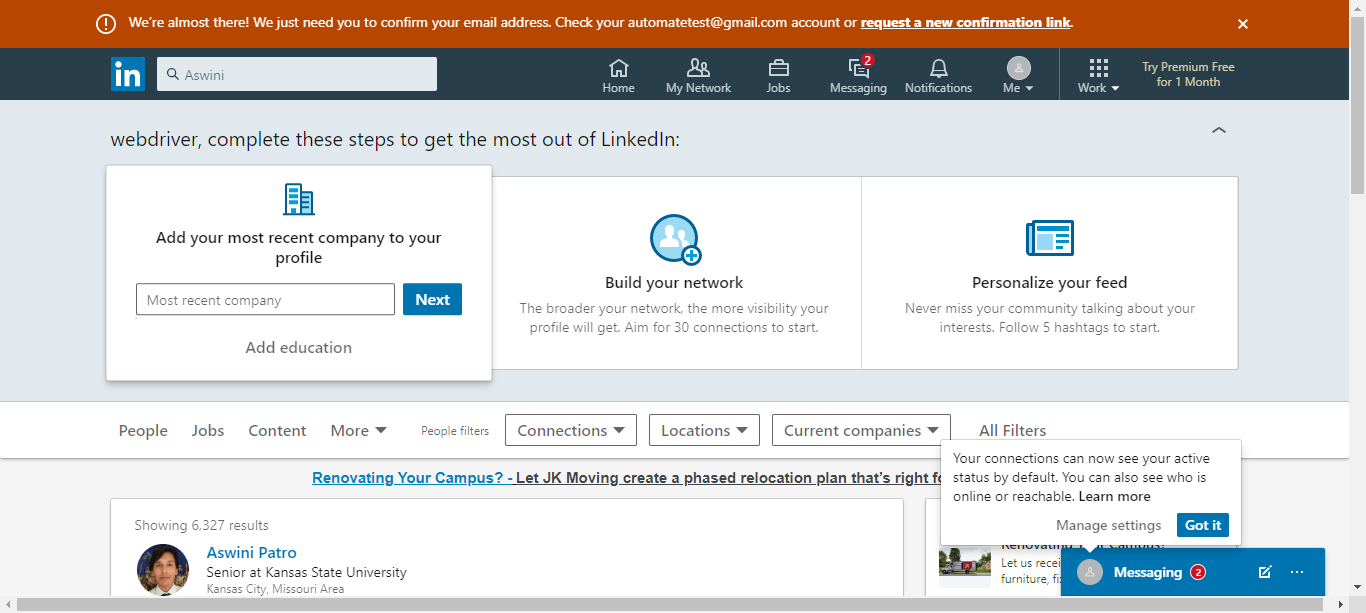 We're almost there! We just need you to confirm your email address. Check your automatetest@gmail.com account or request a new confirmation link.
in
Aswini
2
Home
My Network
Jobs
Messaging
Notifications
Me
Work
Try Premium Free
for 1 Month
webdriver, complete these steps to get the most out of LinkedIn:
Add your most recent company to your
profile
Most recent company
Next
Add education
Build your network
The broader your network, the more visibility your
profile will get. Aim for 30 connections to start.
Personalize your feed
Never miss your community talking about your
interests. Follow 5 hashtags to start.
People
Jobs
Content
More
People filters
Connections
Locations
Current companies
All Filters
Your connections can now see your active
status by default. You can also see who is
online or reachable. Learn more
Manage settings
Got it
Renovating Your Campus? - Let JK Moving create a phased relocation plan that's right
Showing 6,327 results
Aswini Patro
Senior at Kansas State University
Kansas City, Missouri Area
Renovating Your Campus?
Let us recei
furniture, fi
Messaging
2